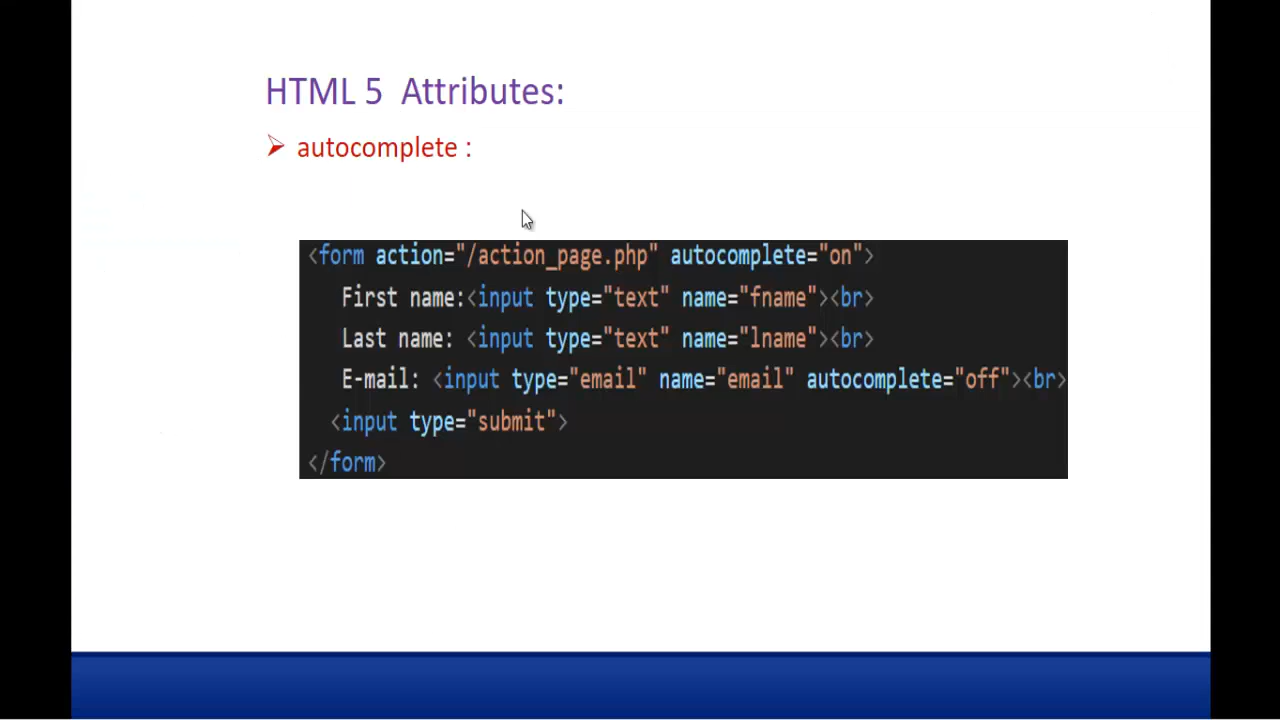 HTML 5 Attributes:
autocomplete :
<form action="/action_page.php" autocomplete="on">
First name:<input type="text" name="fname"><br>
Last name: <input type="text" name="lname"><br>
E-mail: <input type="email" name="email" autocomplete="off"><br>
<input type="submit">
</form>